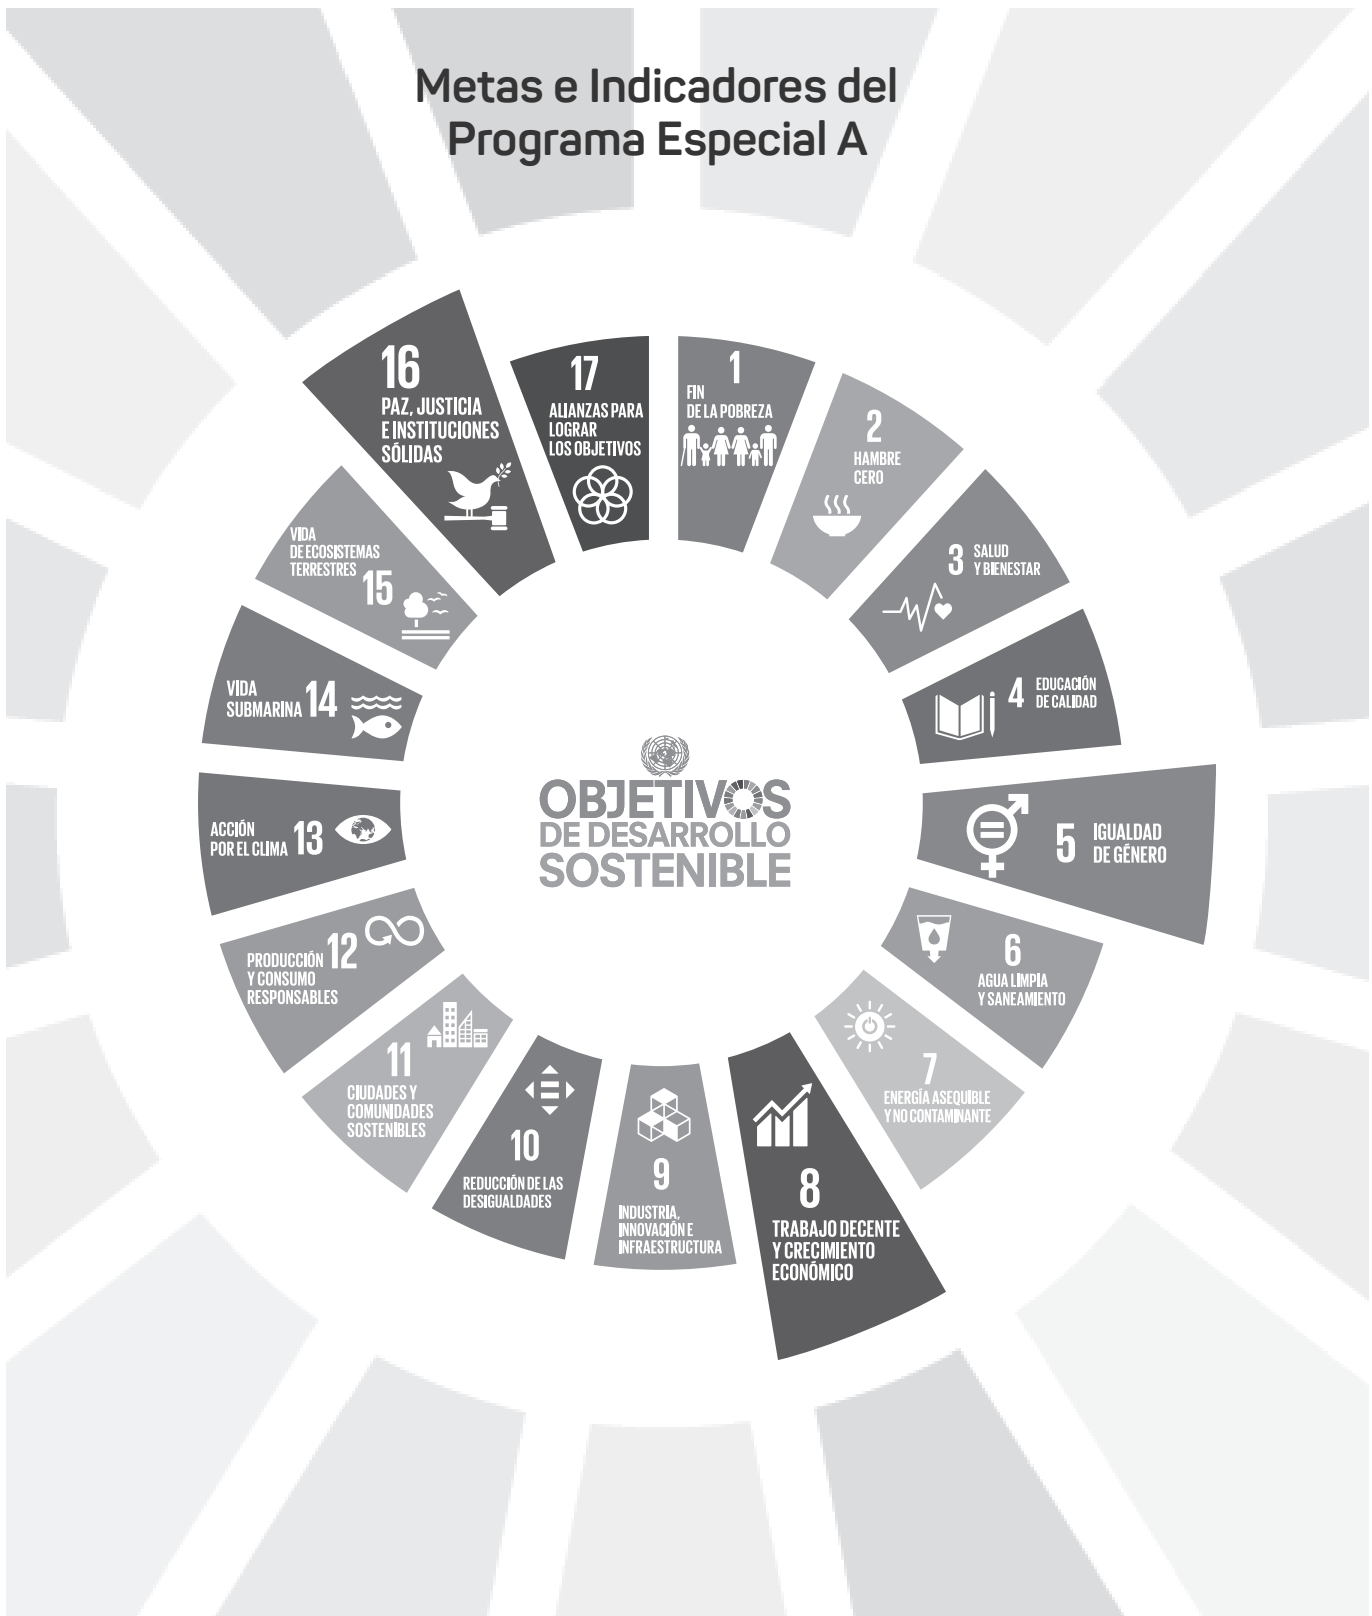 Metas e Indicadores del
Programa Especial A
16
PAZ, JUSTICIA
E INSTITUCIONES
SÓLIDAS
17
ALIANZAS PARA
LOGRAR
LOS OBJETIVOS
1
FIN
DE LA POBREZA
2
HAMBRE
CERO
3
SALUD
Y BIENESTAR
4
EDUCACIÓN
DE CALIDAD
5
IGUALDAD
DE GÉNERO
6
AGUA LIMPIA
Y SANEAMIENTO
7
ENERGÍA ASEQUIBLE
Y NO CONTAMINANTE
8
TRABAJO DECENTE
Y CRECIMIENTO
ECONÓMICO
9
INDUSTRIA,
INNOVACIÓN E
INFRAESTRUCTURA
10
REDUCCIÓN DE LAS
DESIGUALDADES
11
CIUDADES Y
COMUNIDADES
SOSTENIBLES
12
PRODUCCIÓN
Y CONSUMO
RESPONSABLES
13
ACCIÓN
POR EL CLIMA
14
VIDA
SUBMARINA
VIDA
DE ECOSISTEMAS
TERRESTRES
15
OBJETIVOS
DE DESARROLLO
SOSTENIBLE